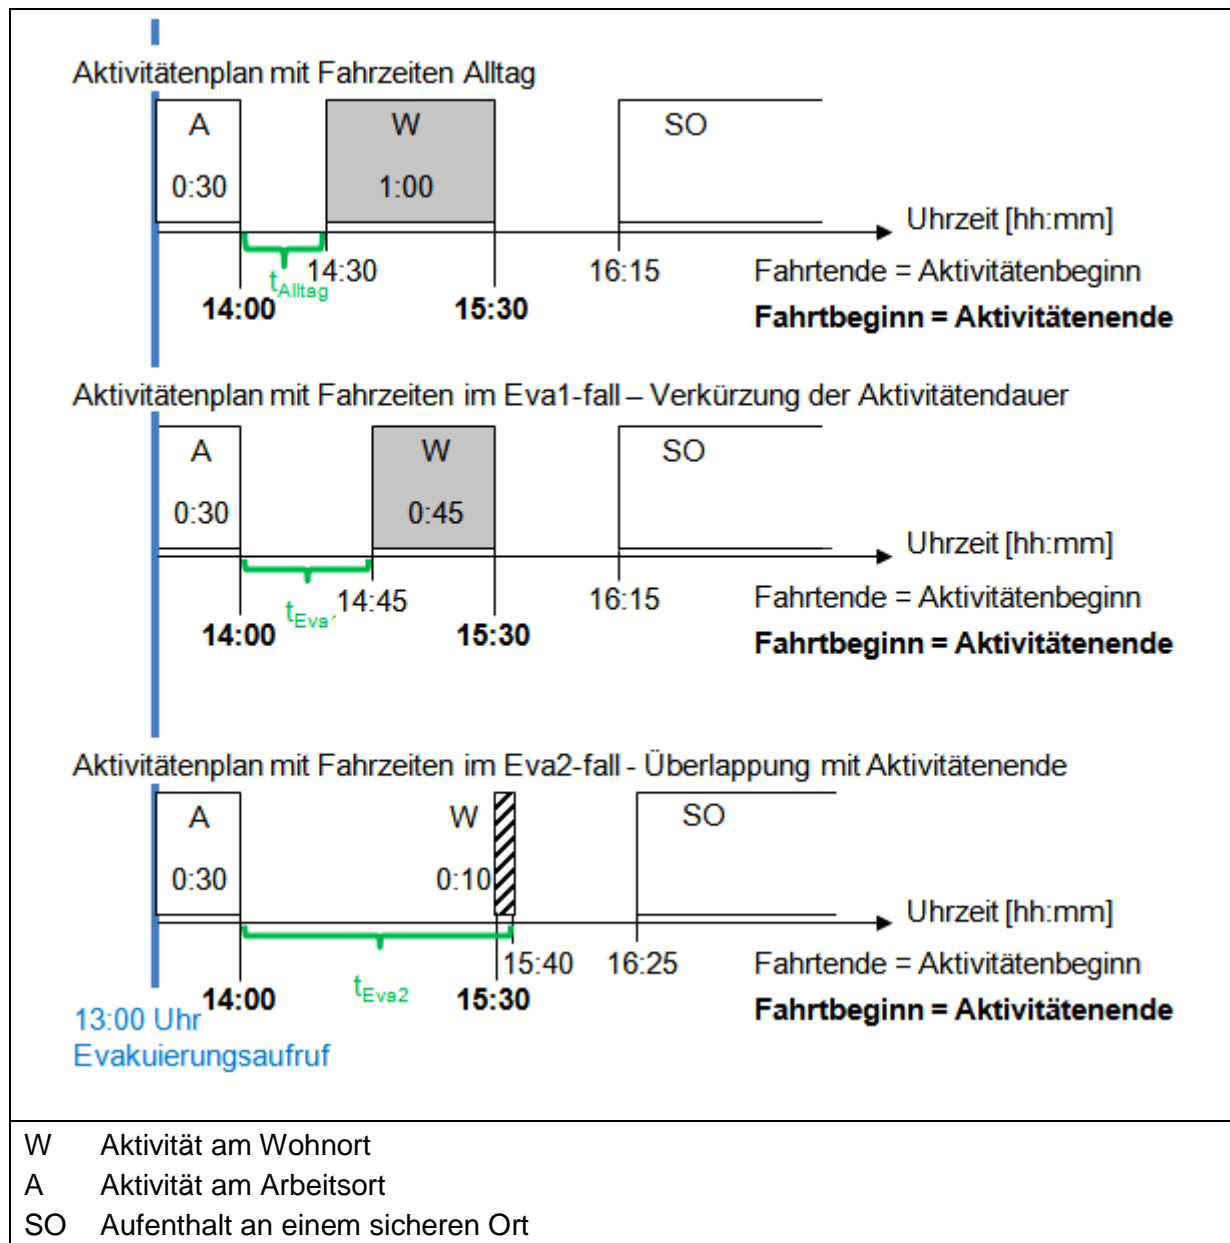 Aktivitätenplan mit Fahrzeiten Alltag
A W SO
0:30 1:00
Uhrzeit [hh:mm]
tAlltag 14:30 16:15 Fahrtende = Aktivitätenbeginn
14:00 15:30 Fahrtbeginn = Aktivitätenende
Aktivitätenplan mit Fahrzeiten im Eva1-fall – Verkürzung der Aktivitätendauer
A W SO
0:30 0:45
Uhrzeit [hh:mm]
tEva1 14:45 16:15 Fahrtende = Aktivitätenbeginn
14:00 15:30 Fahrtbeginn = Aktivitätenende
Aktivitätenplan mit Fahrzeiten im Eva2-fall - Überlappung mit Aktivitätenende
A W SO
0:30 0:10
Uhrzeit [hh:mm]
15:40 16:25 Fahrtende = Aktivitätenbeginn
14:00 tEva2 15:30 Fahrtbeginn = Aktivitätenende
13:00 Uhr
Evakuierungsaufruf
W Aktivität am Wohnort
A Aktivität am Arbeitsort
SO Aufenthalt an einem sicheren Ort